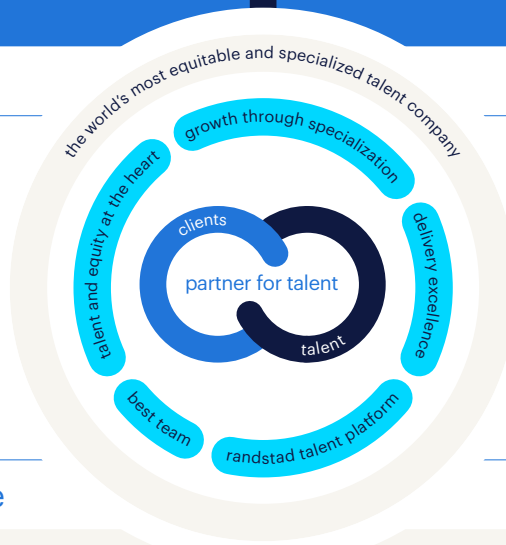 the world's most equitable and specialized talent company
growth through specialization
talent and equity at the heart
delivery excellence
clients
partner for talent
talent
best team
randstad talent platform
e